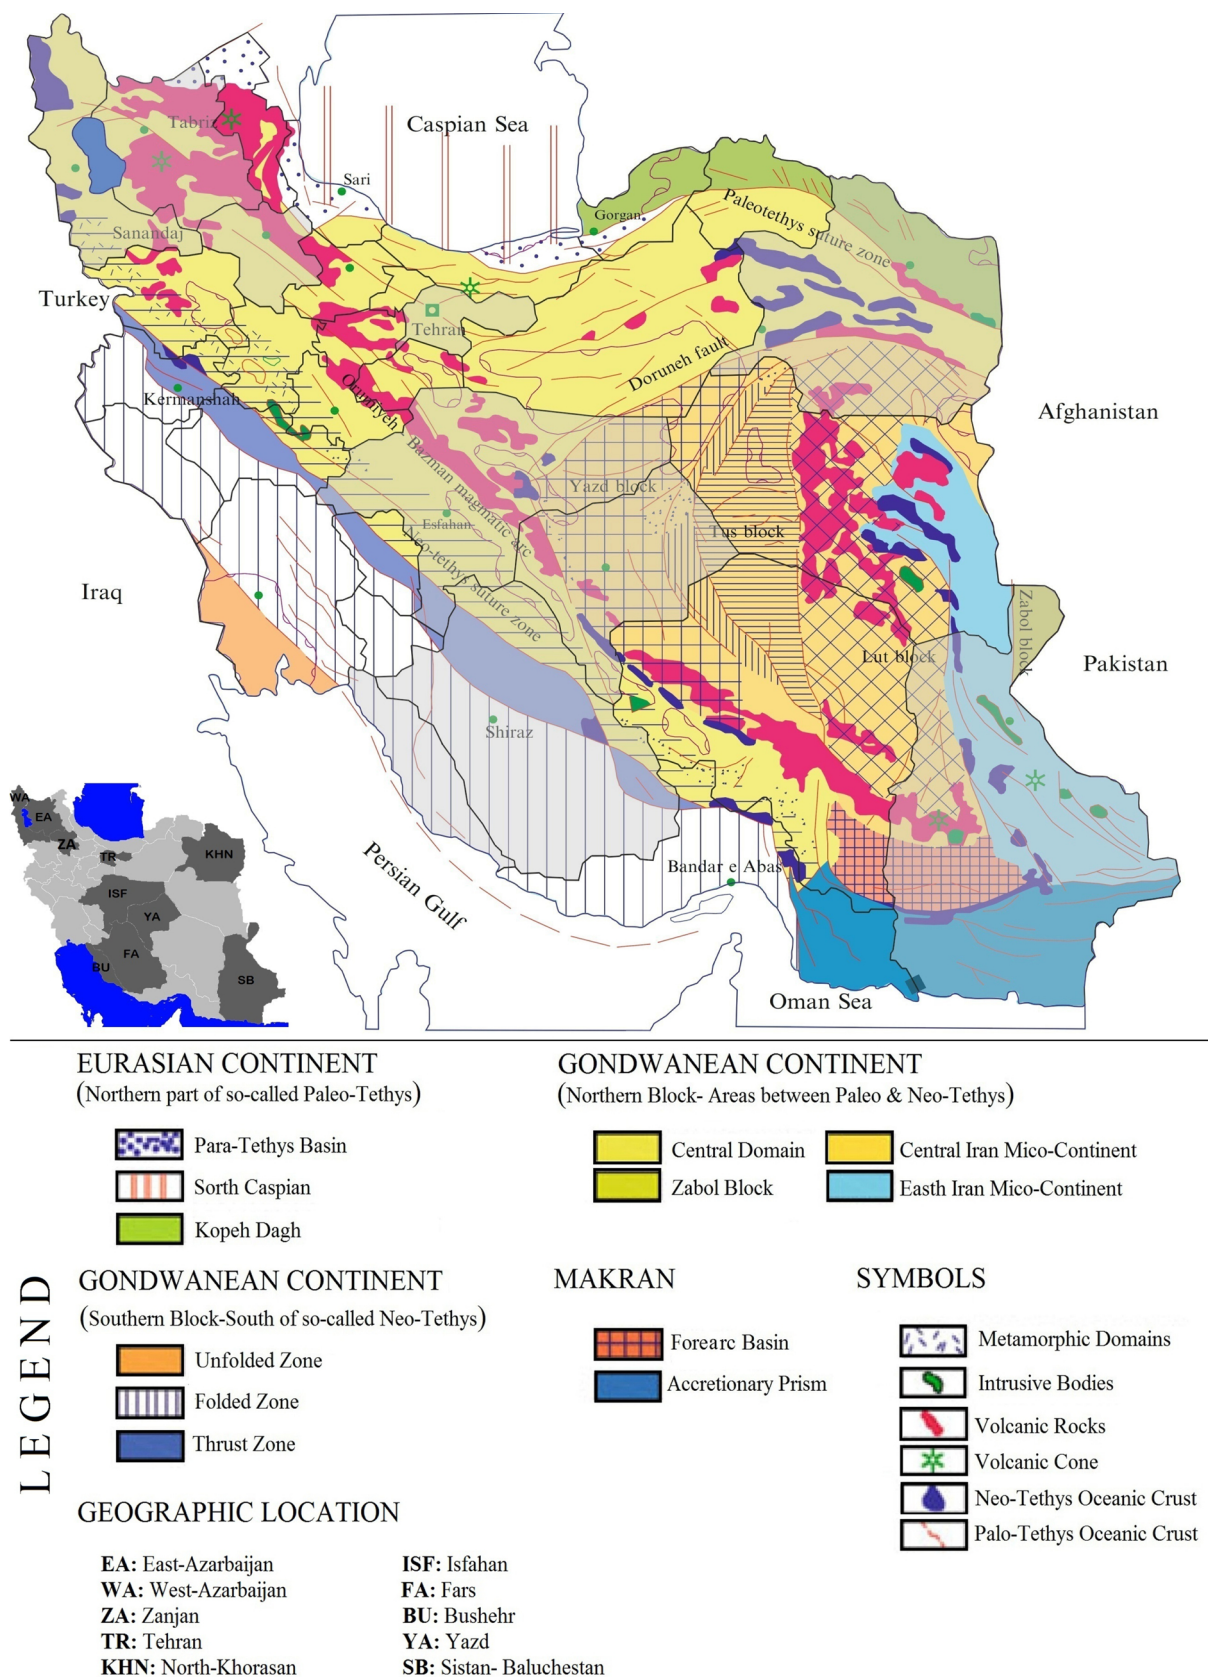 Caspian Sea
Tabriz
Sari
Gorgan
Paleotethys suture zone
Sanandaj
Turkey
Tehran
Doruneh fault
Kermanshah
Orumiyeh - Bazman magmatic arc
Afghanistan
Yazd block
Esfahan
Tus block
Neo-tethys suture zone
Iraq
Zabol block
Lut block
Pakistan
Shiraz
WA
EA
ZA
TR
KHN
ISF
YA
FA
BU
SB
Persian Gulf
Bandar e Abas
Oman Sea
LEGEND
EURASIAN CONTINENT
(Northern part of so-called Paleo-Tethys)
Para-Tethys Basin
Sorth Caspian
Kopeh Dagh
GONDWANEAN CONTINENT
(Northern Block- Areas between Paleo & Neo-Tethys)
Central Domain
Central Iran Mico-Continent
Zabol Block
Easth Iran Mico-Continent
GONDWANEAN CONTINENT
(Southern Block-South of so-called Neo-Tethys)
Unfolded Zone
Folded Zone
Thrust Zone
MAKRAN
Forearc Basin
Accretionary Prism
SYMBOLS
Metamorphic Domains
Intrusive Bodies
Volcanic Rocks
Volcanic Cone
Neo-Tethys Oceanic Crust
Palo-Tethys Oceanic Crust
GEOGRAPHIC LOCATION
EA: East-Azarbaijan
WA: West-Azarbaijan
ZA: Zanjan
TR: Tehran
KHN: North-Khorasan
ISF: Isfahan
FA: Fars
BU: Bushehr
YA: Yazd
SB: Sistan- Baluchestan